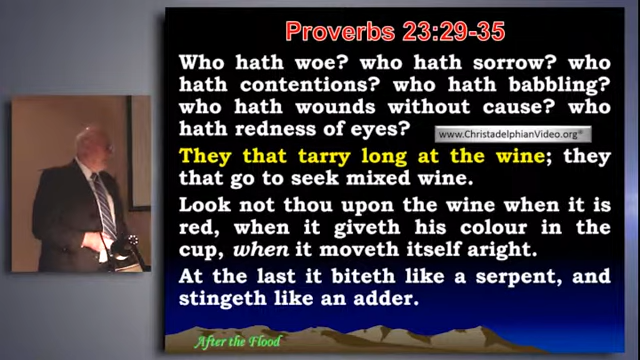 Proverbs 23:29-35
Who hath woe? who hath sorrow? who
hath contentions? who hath babbling?
who hath wounds without cause? who
hath redness of eyes?
www.ChristadelphianVideo.org®
They that tarry long at the wine; they
that go to seek mixed wine.
Look not thou upon the wine when it is
red, when it giveth his colour in the
cup, when it moveth itself aright.
At the last it biteth like a serpent, and
stingeth like an adder.
After the Flood